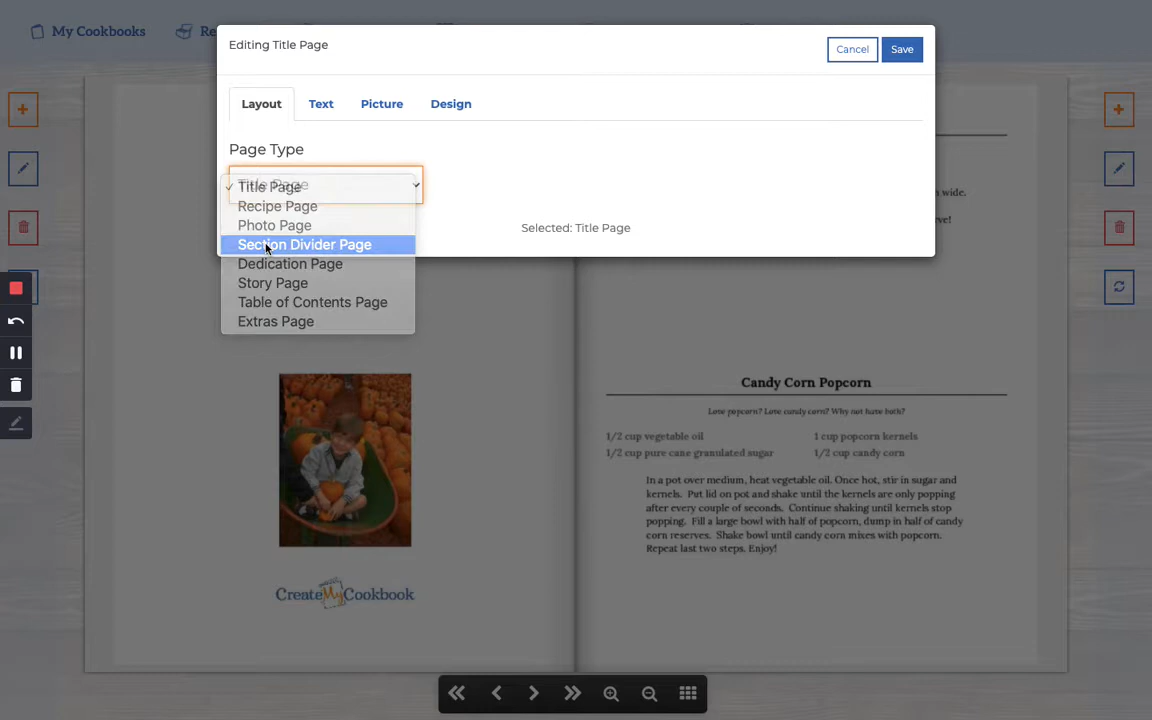 My Cookbooks
Re
Editing Title Page
Cancel
Save
Layout
Text
Picture
Design
Page Type
Title Page
✓ Title Page
Recipe Page
Photo Page
Section Divider Page
Dedication Page
Story Page
Table of Contents Page
Extras Page
Selected: Title Page
wide.
ve!
CreateMyCookbook
Candy Corn Popcorn
Love popcorn? Love candy corn? Why not have both?
1/2 cup vegetable oil
1/2 cup pure cane granulated sugar
1 cup popcorn kernels
1/2 cup candy corn
In a pot over medium, heat vegetable oil. Once hot, stir in sugar and
kernels. Put lid on pot and shake until the kernels are only popping
after every couple of seconds. Continue shaking until kernels stop
popping. Fill a large bowl with half of popcorn, dump in half of candy
corn reserves. Shake bowl until candy corn mixes with popcorn.
Repeat last two steps. Enjoy!